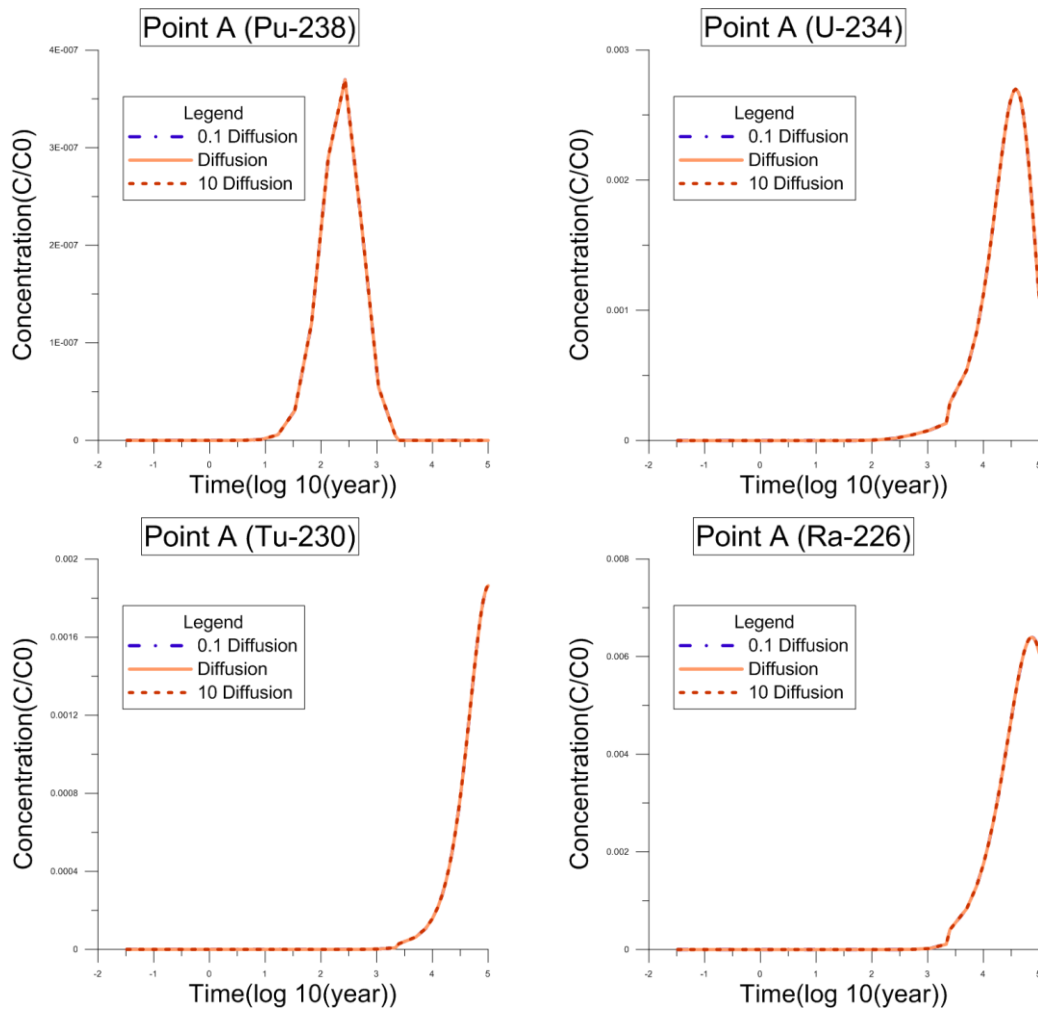 Point A (Pu-238)
4E-007
3E-007
2E-007
1E-007
0
Concentration(C/C0)
Legend
0.1 Diffusion
Diffusion
10 Diffusion
-2 -1 0 1 2 3 4 5
Time(log 10(year))
Point A (U-234)
0.003
0.002
0.001
0
Concentration(C/C0)
Legend
0.1 Diffusion
Diffusion
10 Diffusion
-2 -1 0 1 2 3 4 5
Time(log 10(year))
Point A (Tu-230)
0.002
0.0016
0.0012
0.0008
0.0004
0
Concentration(C/C0)
Legend
0.1 Diffusion
Diffusion
10 Diffusion
-2 -1 0 1 2 3 4 5
Time(log 10(year))
Point A (Ra-226)
0.008
0.006
0.004
0.002
0
Concentration(C/C0)
Legend
0.1 Diffusion
Diffusion
10 Diffusion
-2 -1 0 1 2 3 4 5
Time(log 10(year))